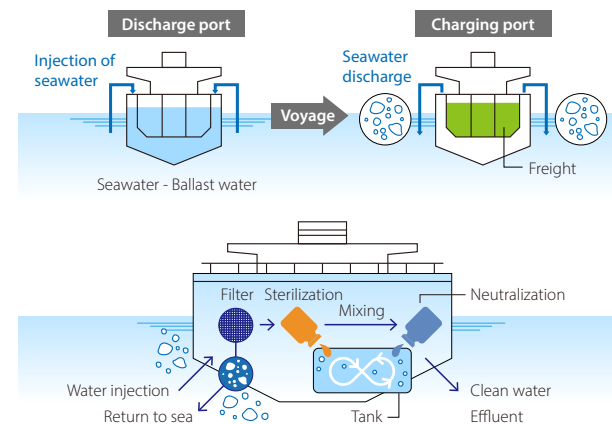 Discharge port
Charging port
Injection of
seawater
Seawater
discharge
Voyage
Freight
Seawater - Ballast water
Filter
Sterilization
Neutralization
Mixing
Water injection
Clean water
Return to sea
Tank
Effluent